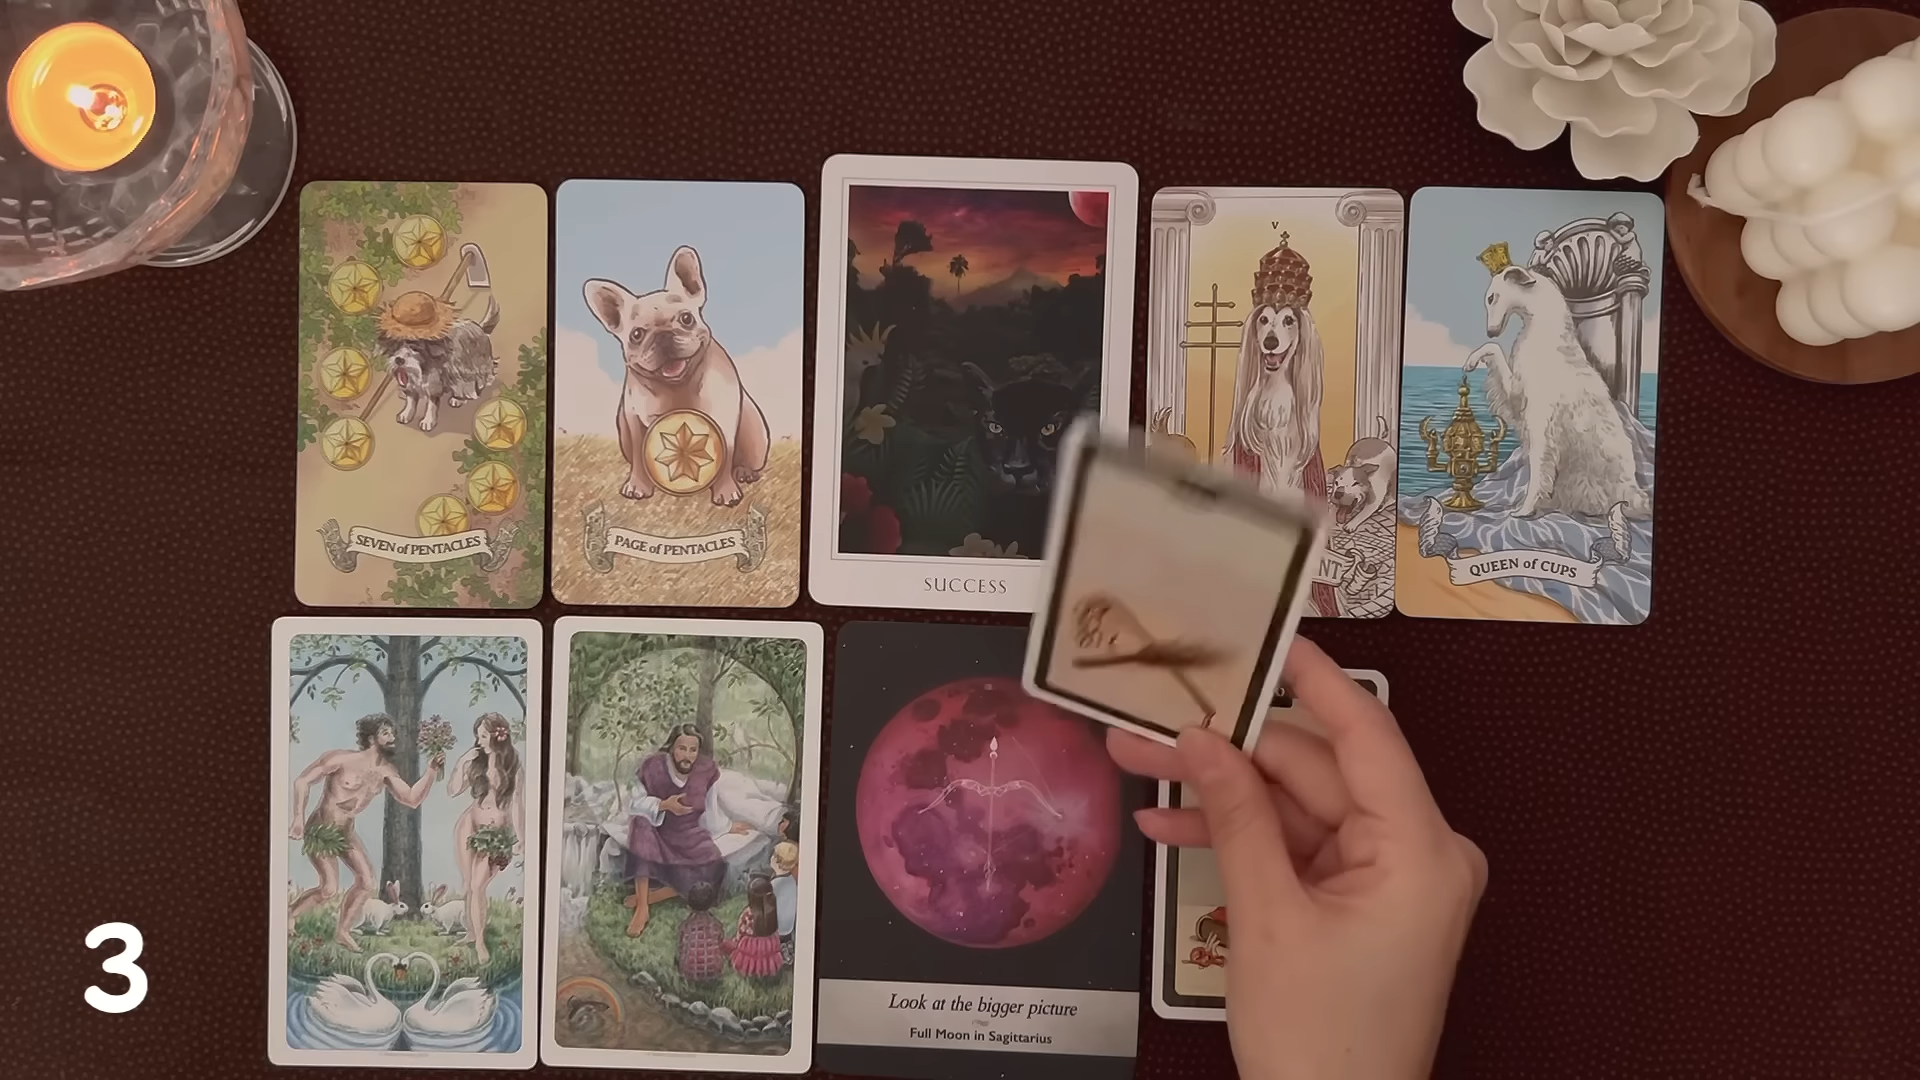 V
SEVEN of PENTACLES
PAGE of PENTACLES
SUCCESS
NT
QUEEN of CUPS
Look at the bigger picture
Full Moon in Sagittarius
3